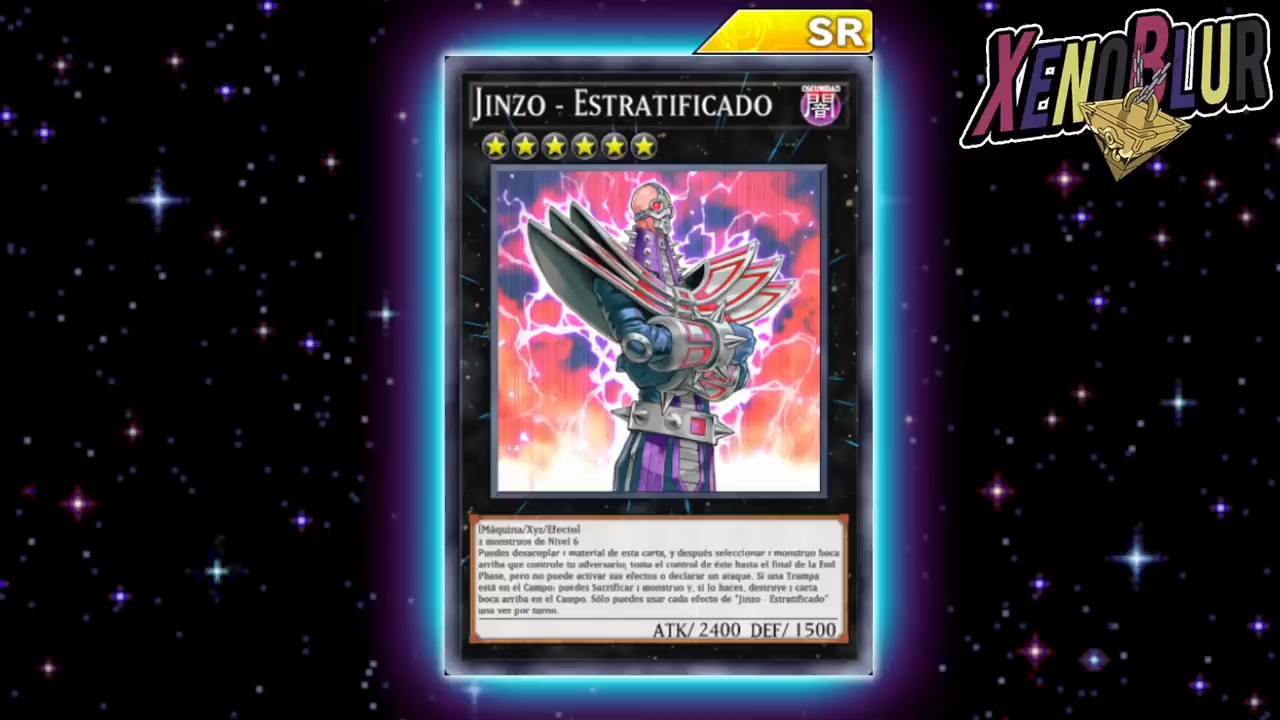 SR
XENOBLUR
JINZO - ESTRATIFICADO
OSCURIDAD
闇
[Máquina/Xyz/Efecto]
2 monstruos de Nivel 6
Puedes desacoplar 1 material de esta carta, y después seleccionar 1 monstruo boca
arriba que controle tu adversario; toma el control de éste hasta el final de la End
Phase, pero no puede activar sus efectos o declarar un ataque. Si una Trampa
está en el Campo: puedes Sacrificar 1 monstruo y, si lo haces, destruye 1 carta
boca arriba en el Campo. Sólo puedes usar cada efecto de "Jinzo - Estratificado"
una vez por turno.
ATK/2400 DEF/1500